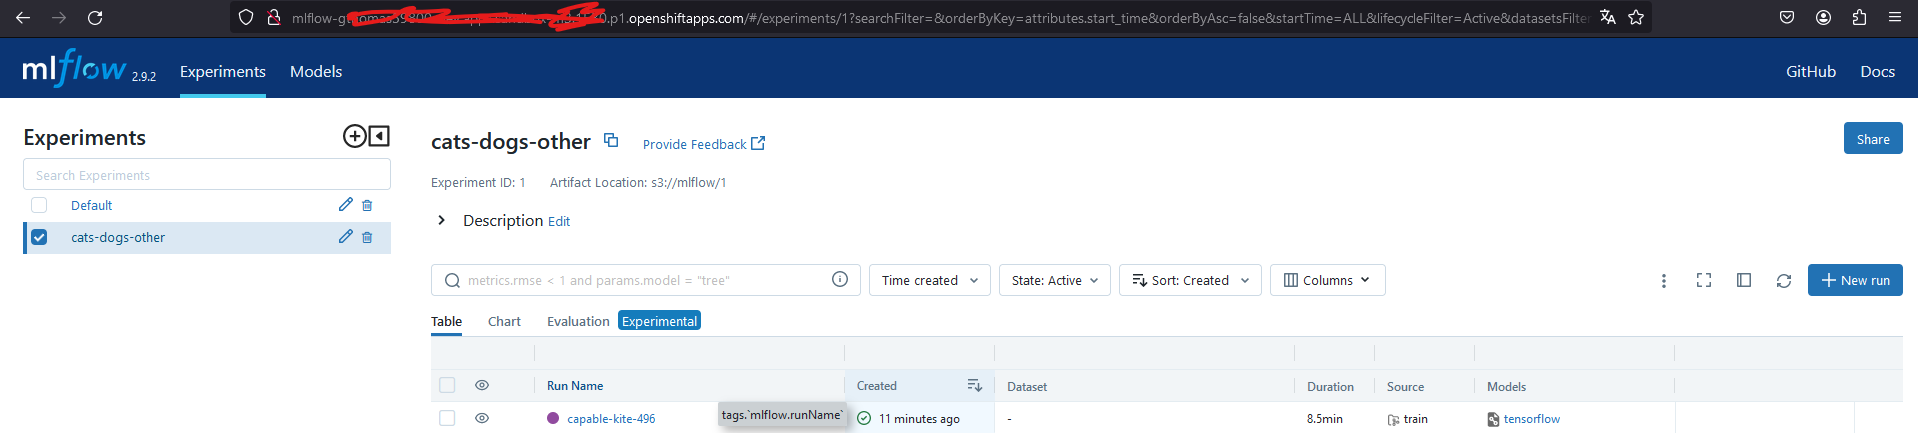 .p1.openshiftapps.com/#/experiments/1?searchFilter=&orderByKey=attributes.start_time&orderByAsc=false&startTime=ALL&lifecycleFilter=Active&datasetsFilter
mlflow 2.9.2 Experiments Models GitHub Docs
Experiments
Search Experiments
Default
cats-dogs-other
cats-dogs-other Provide Feedback Share
Experiment ID: 1 Artifact Location: s3://mlflow/1
Description Edit
metrics.rmse < 1 and params.model = "tree" Time created State: Active Sort: Created Columns New run
Table Chart Evaluation Experimental
Run Name Created Dataset Duration Source Models
capable-kite-496 tags.`mlflow.runName` 11 minutes ago - 8.5min train tensorflow